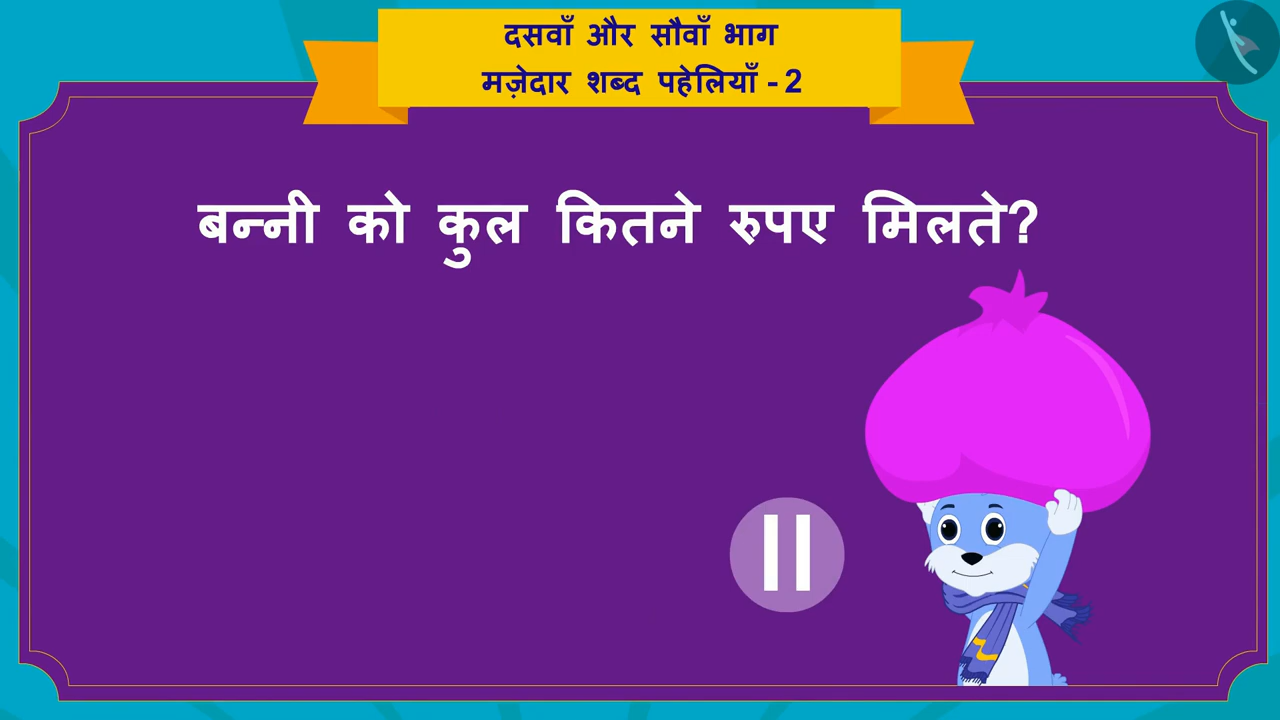 दसवाँ और सौवाँ भाग
मज़ेदार शब्द पहेलियाँ - 2
बन्नी को कुल कितने रुपए मिलते?